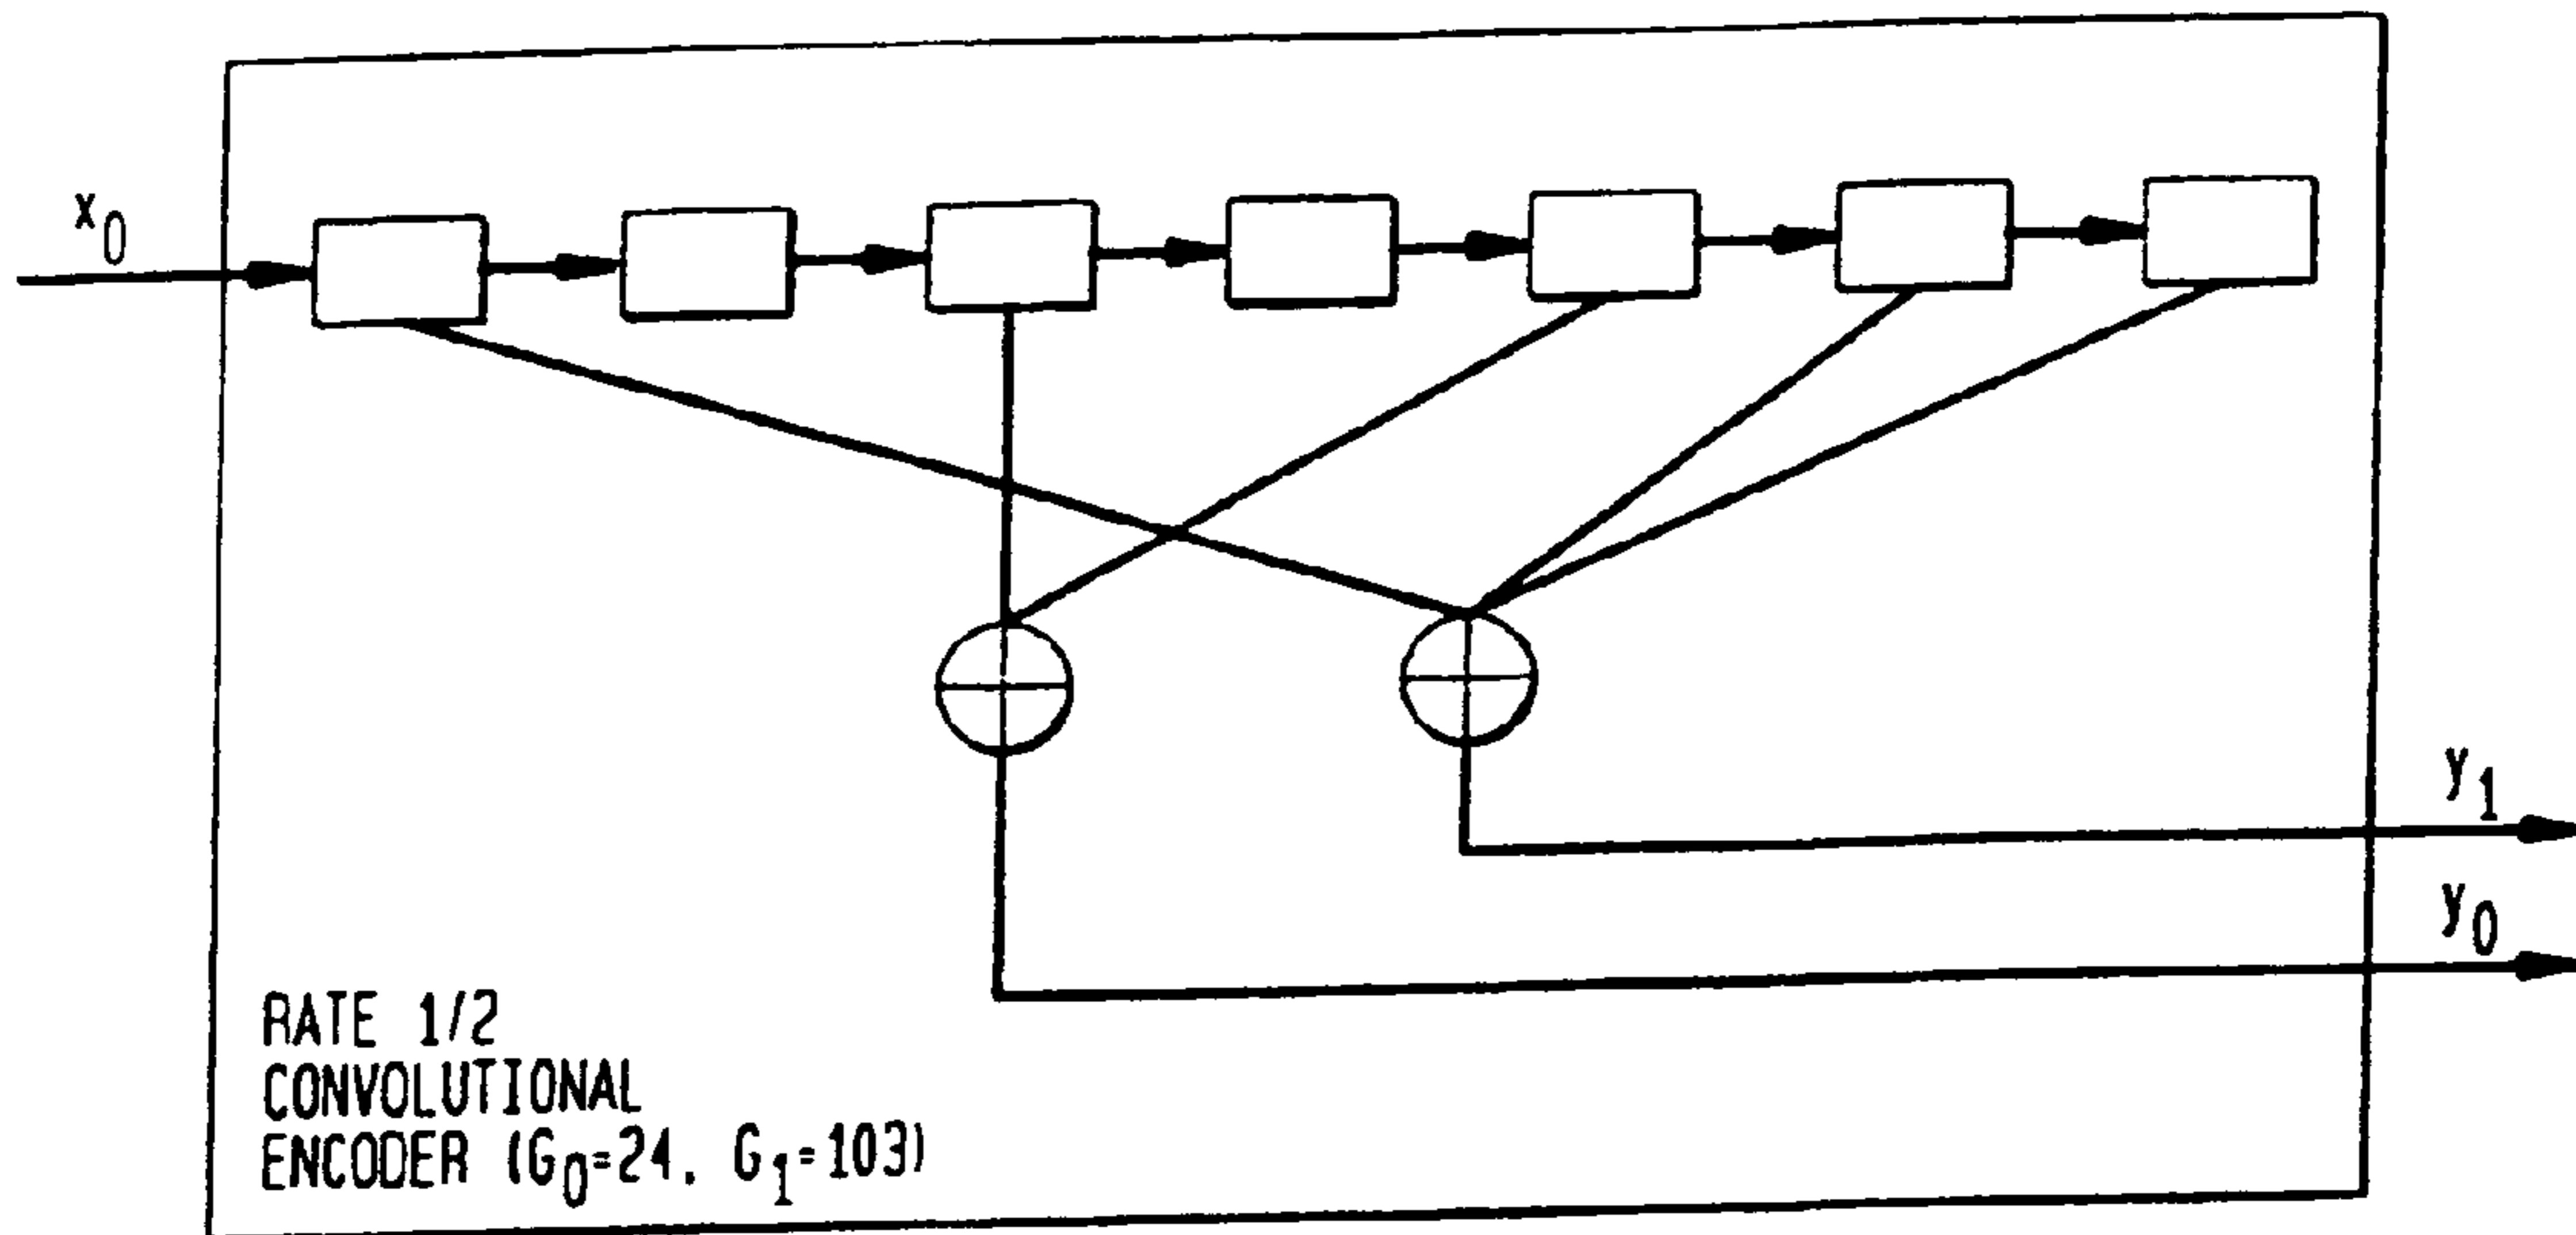 x0
y1
y0
RATE 1/2
CONVOLUTIONAL
ENCODER (G0=24, G1=103)